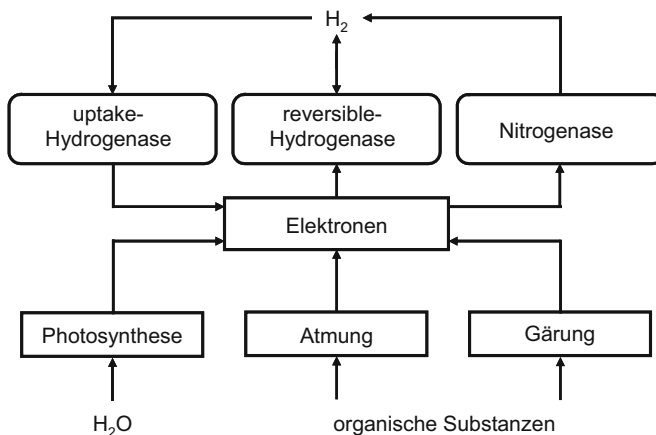 H₂
uptake-
Hydrogenase
reversible-
Hydrogenase
Nitrogenase
Elektronen
Photosynthese
Atmung
Gärung
H₂O
organische Substanzen